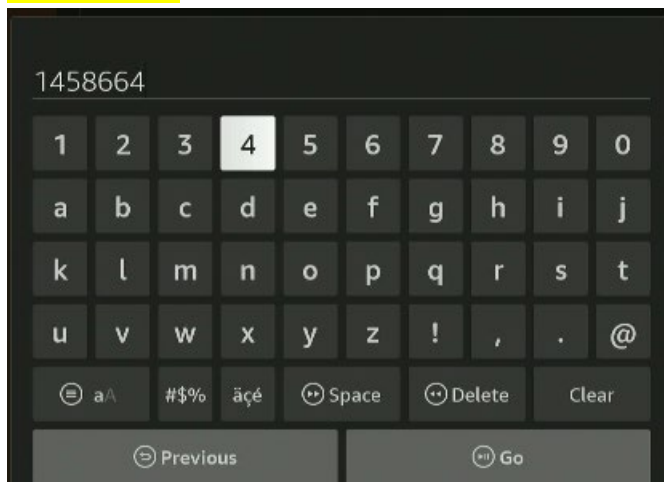 1458664
1 2 3 4 5 6 7 8 9 0
a b c d e f g h i j
k l m n o p q r s t
u v w x y z ! , . @
aA #$% äçé Space Delete Clear
Previous Go